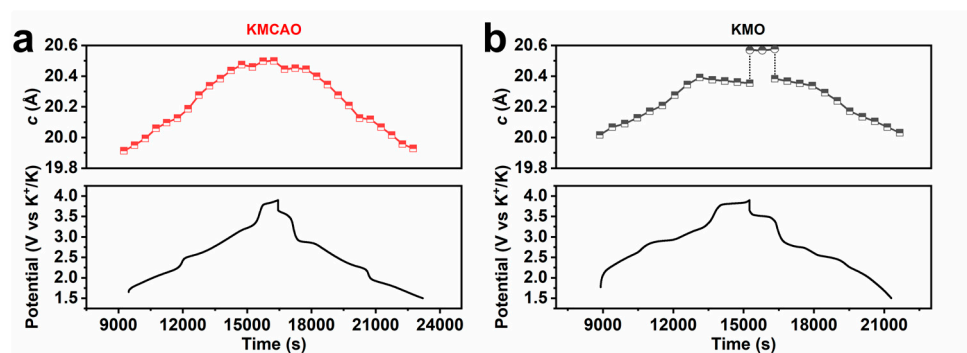 a
KMCAO
20.6
20.4
20.2
20.0
19.8
c (Å)
4.0
3.5
3.0
2.5
2.0
1.5
Potential (V vs K⁺/K)
9000 12000 15000 18000 21000 24000
Time (s)
b
KMO
20.6
20.4
20.2
20.0
19.8
c (Å)
4.0
3.5
3.0
2.5
2.0
1.5
Potential (V vs K⁺/K)
9000 12000 15000 18000 21000
Time (s)